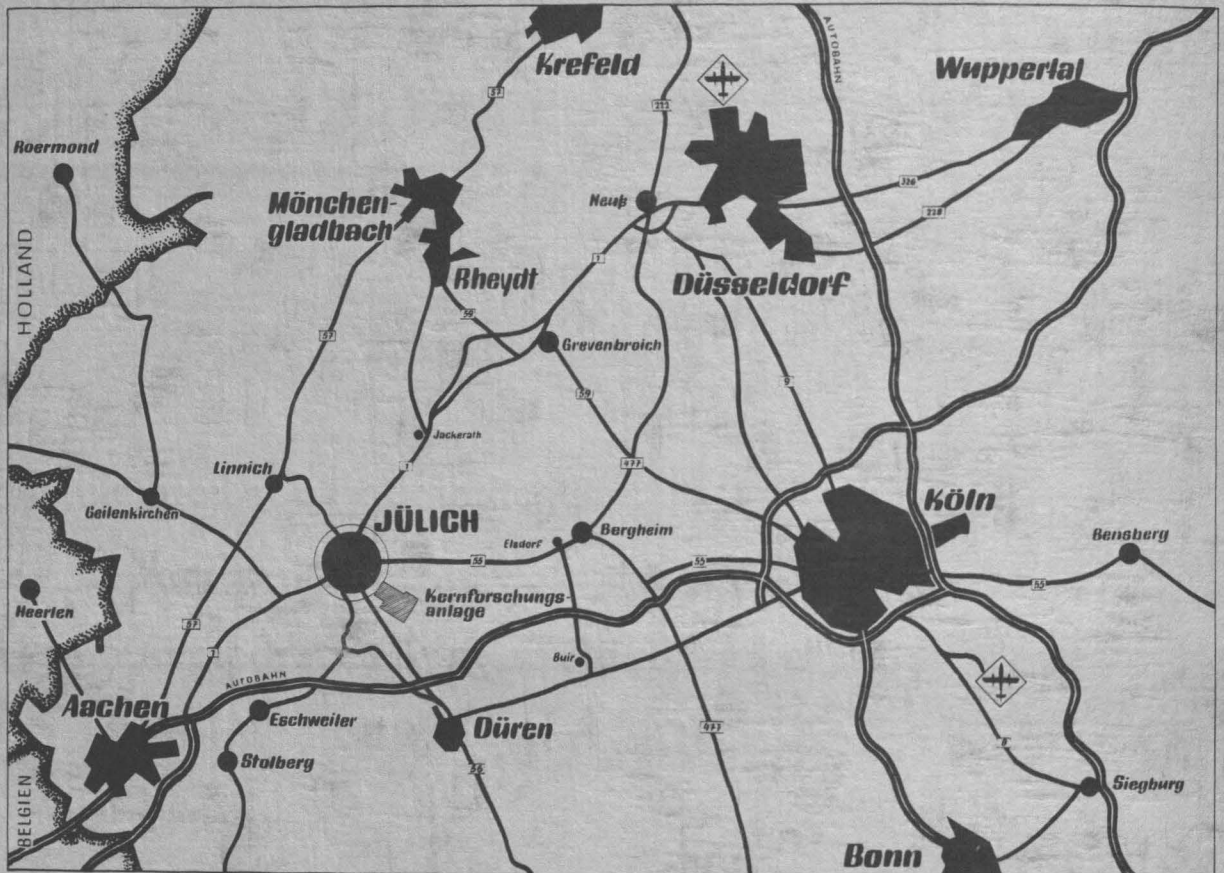 Krefeld
AUTOBAHN
Wuppertal
57
222
Roermond
Mönchen-
gladbach
Neuß
326
228
HOLLAND
1
Rheydt
Düsseldorf
59
57
Grevenbroich
9
59
Jackerath
1
477
Linnich
Geilenkirchen
JÜLICH
Köln
Elsdorf
Bergheim
Bensberg
55
55
55
Heerlen
Kernforschungs-
anlage
57
1
Buir
AUTOBAHN
Aachen
Eschweiler
Düren
477
8
Stolberg
56
Siegburg
BELGIEN
Bonn